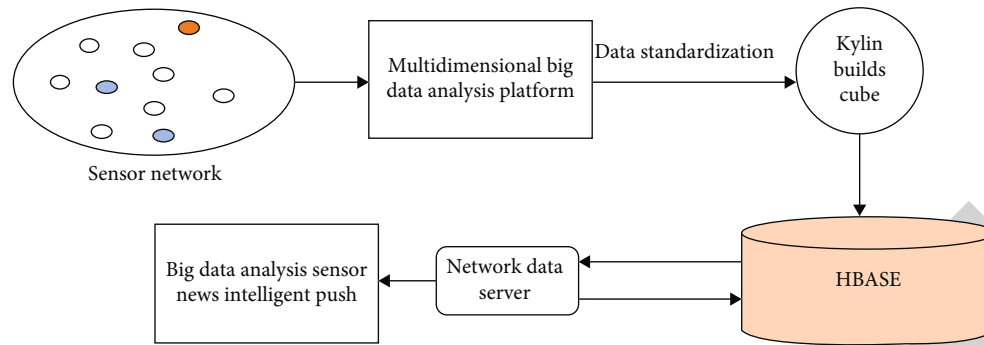 Sensor network
Multidimensional big
data analysis platform
Data standardization
Kylin
builds
cube
HBASE
Network data
server
Big data analysis sensor
news intelligent push